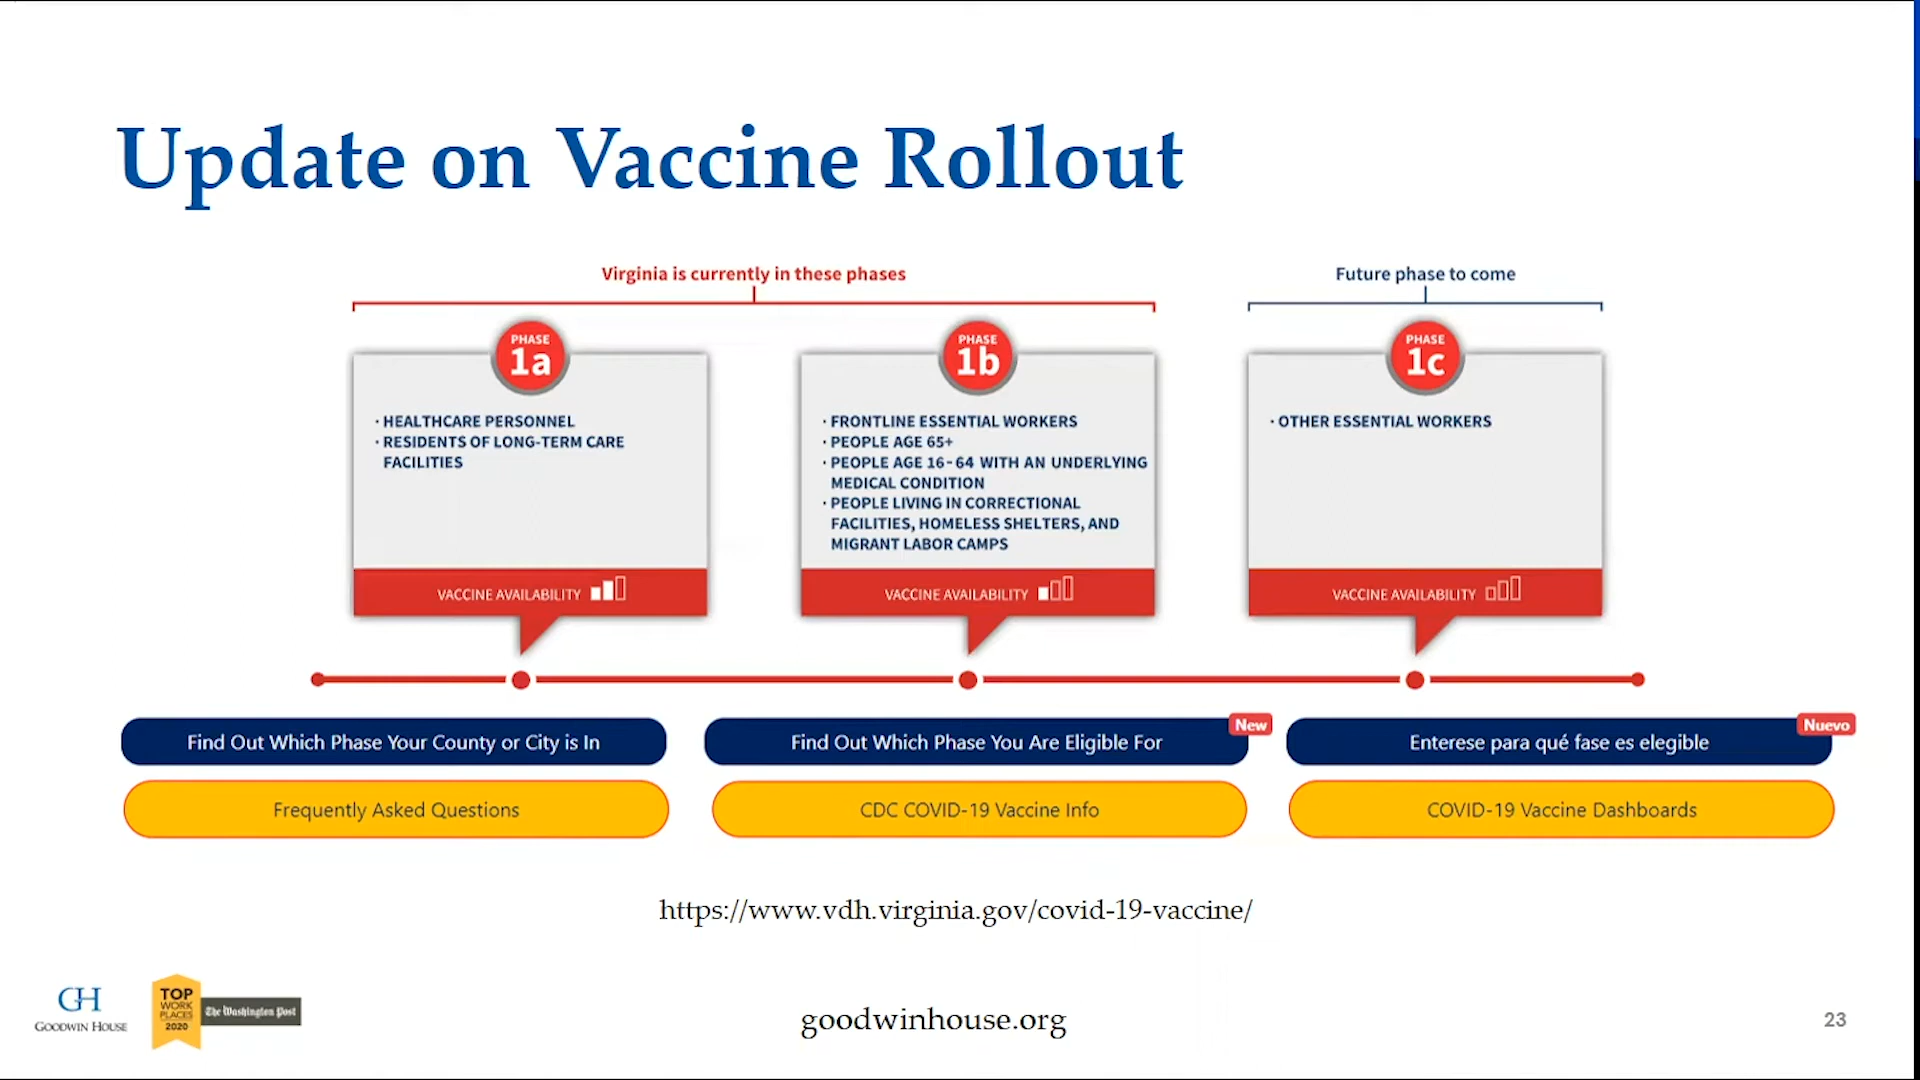 Update on Vaccine Rollout
Virginia is currently in these phases
Future phase to come
PHASE
1a
· HEALTHCARE PERSONNEL
· RESIDENTS OF LONG-TERM CARE
FACILITIES
VACCINE AVAILABILITY
PHASE
1b
· FRONTLINE ESSENTIAL WORKERS
· PEOPLE AGE 65+
· PEOPLE AGE 16-64 WITH AN UNDERLYING
MEDICAL CONDITION
· PEOPLE LIVING IN CORRECTIONAL
FACILITIES, HOMELESS SHELTERS, AND
MIGRANT LABOR CAMPS
VACCINE AVAILABILITY
PHASE
1c
· OTHER ESSENTIAL WORKERS
VACCINE AVAILABILITY
Find Out Which Phase Your County or City is In
Find Out Which Phase You Are Eligible For
New
Enterese para qué fase es elegible
Nuevo
Frequently Asked Questions
CDC COVID-19 Vaccine Info
COVID-19 Vaccine Dashboards
https://www.vdh.virginia.gov/covid-19-vaccine/
GH
GOODWIN HOUSE
TOP
WORK
PLACES
2020
The Washington Post
goodwinhouse.org
23